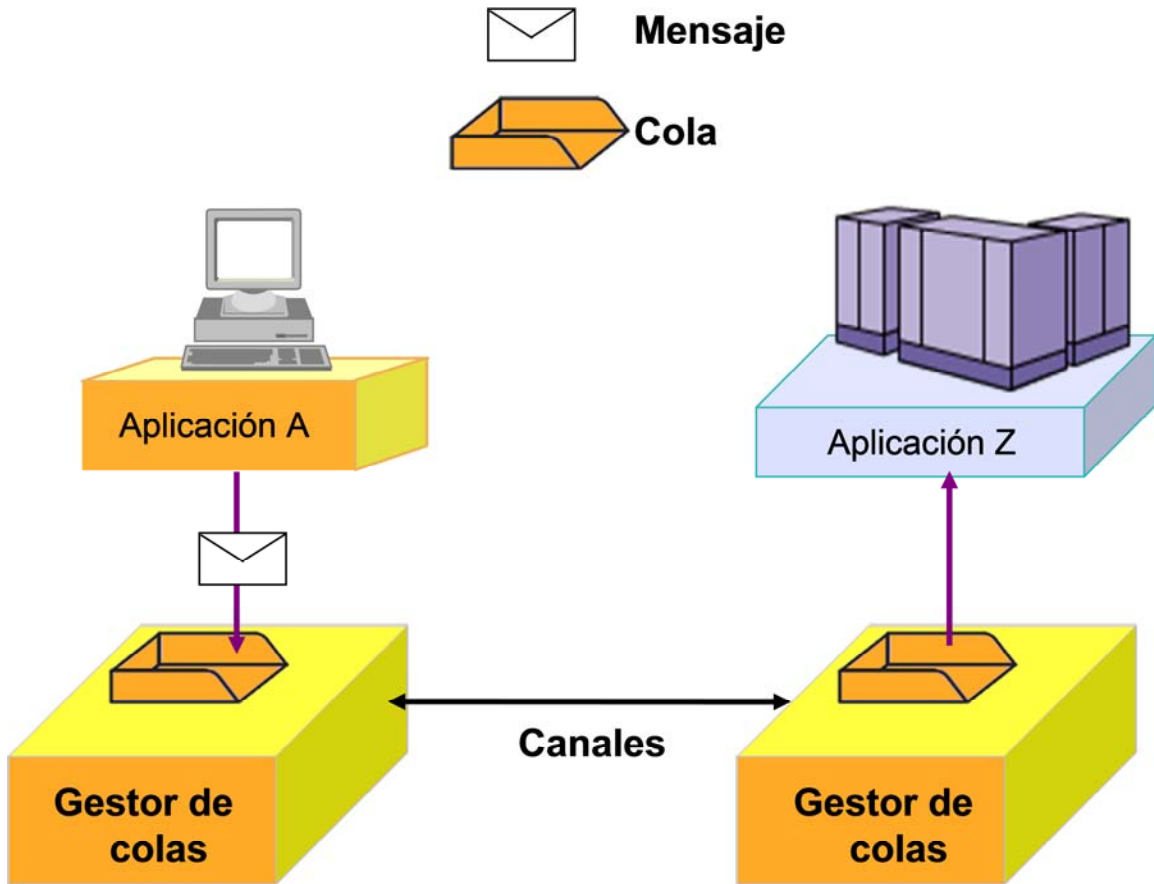 Mensaje
Cola
Aplicación A
Aplicación Z
Canales
Gestor de
colas
Gestor de
colas